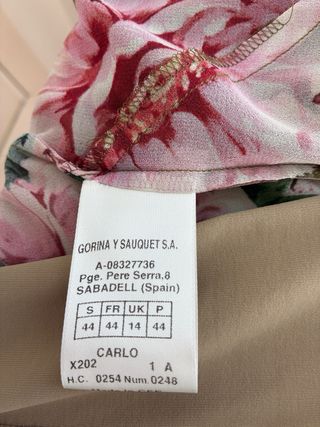 GORINA Y SAUQUET S.A.
A-08327736
Pge. Pere Serra,8
SABADELL (Spain)
S FR UK P
44 44 14 44
CARLO
X202 1 A
H.C. 0254 Num.0248